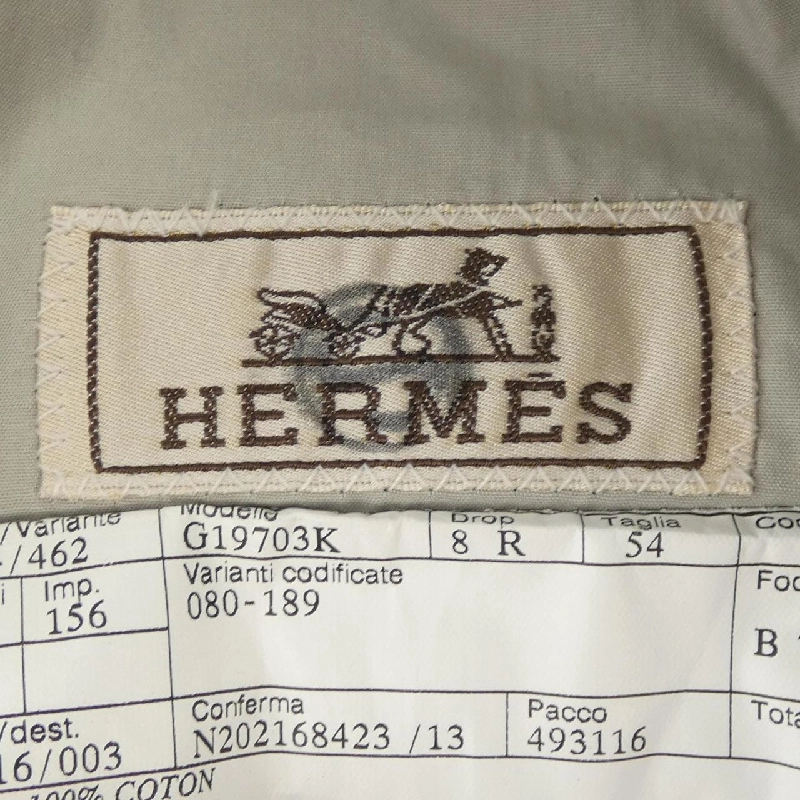 HERMÈS
/Variante Modello Drop Taglia
/462 G19703K 8 R 54
Imp. Varianti codificate
156 080-189
B
/dest. Conferma Pacco
16/003 N202168423 /13 493116
100% COTON